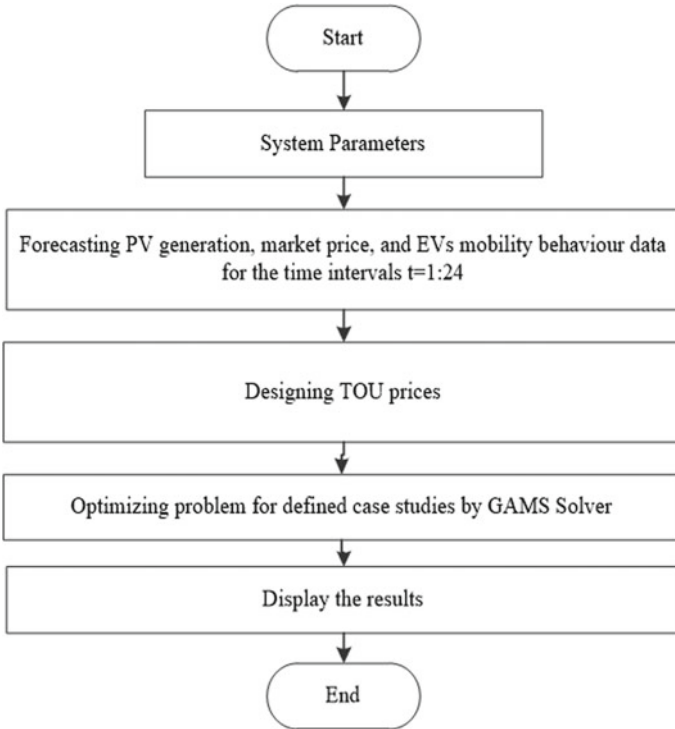 Start
System Parameters
Forecasting PV generation, market price, and EVs mobility behaviour data
for the time intervals t=1:24
Designing TOU prices
Optimizing problem for defined case studies by GAMS Solver
Display the results
End